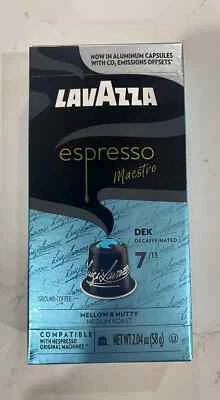 NOW IN ALUMINUM CAPSULES
WITH CO₂ EMISSIONS OFFSETS*
LAVAZZA
espresso
Maestro
DEK
DECAFFEINATED
7/13
GROUND COFFEE
MELLOW & NUTTY
MEDIUM ROAST
COMPATIBLE
WITH NESPRESSO
ORIGINAL MACHINES
NET WT 2.04 oz (58 g)